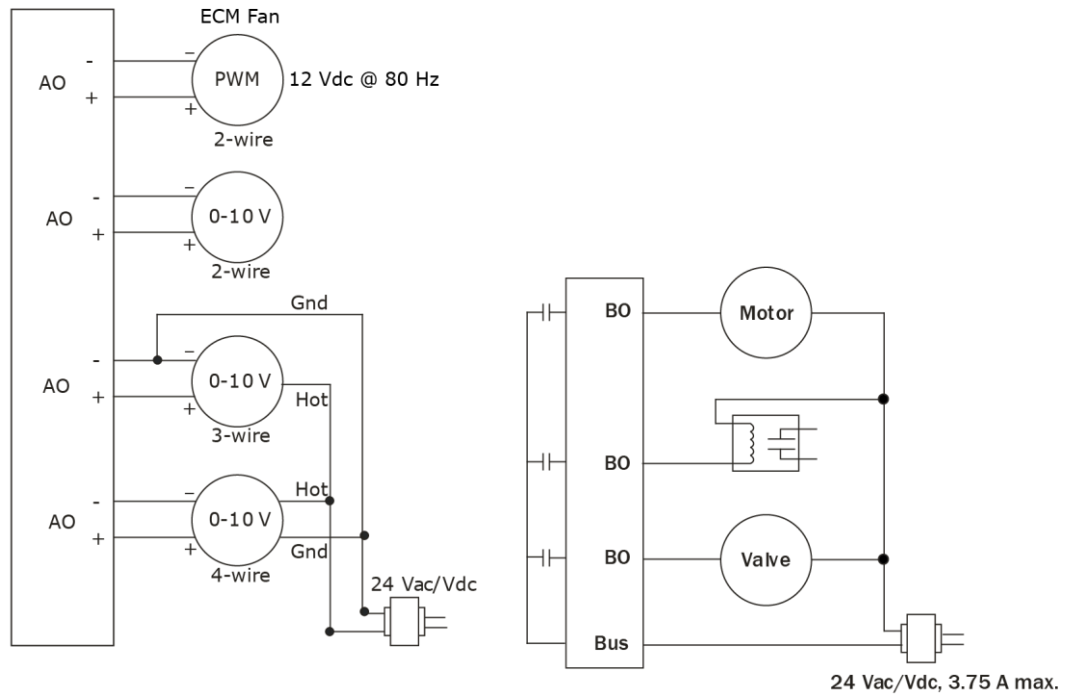 ECM Fan
AO
-
+
−
+
PWM
12 Vdc @ 80 Hz
2-wire
AO
-
+
−
+
0-10 V
2-wire
Gnd
AO
-
+
−
+
0-10 V
Hot
3-wire
AO
-
+
−
+
0-10 V
Hot
Gnd
4-wire
24 Vac/Vdc
BO
Motor
BO
BO
Valve
Bus
24 Vac/Vdc, 3.75 A max.